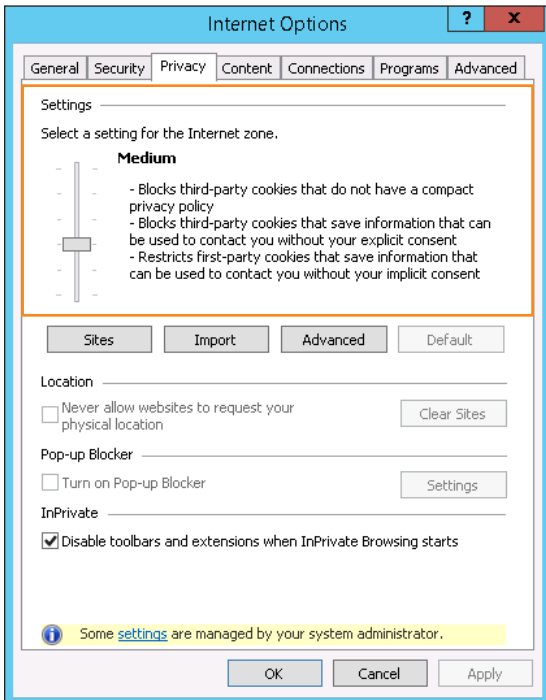 Internet Options
? x
General Security Privacy Content Connections Programs Advanced
Settings
Select a setting for the Internet zone.
Medium
- Blocks third-party cookies that do not have a compact
privacy policy
- Blocks third-party cookies that save information that can
be used to contact you without your explicit consent
- Restricts first-party cookies that save information that
can be used to contact you without your implicit consent
Sites Import Advanced Default
Location
Never allow websites to request your
physical location
Clear Sites
Pop-up Blocker
Turn on Pop-up Blocker
Settings
InPrivate
Disable toolbars and extensions when InPrivate Browsing starts
Some settings are managed by your system administrator.
OK Cancel Apply